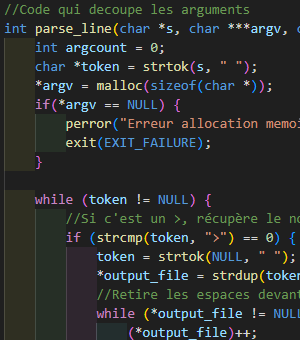 //Code qui decoupe les arguments
int parse_line(char *s, char ***argv,
int argcount = 0;
char *token = strtok(s, " ");
*argv = malloc(sizeof(char *));
if(*argv == NULL) {
perror("Erreur allocation memoi
exit(EXIT_FAILURE);
}
while (token != NULL) {
//Si c'est un >, récupère le no
if (strcmp(token, ">") == 0) {
token = strtok(NULL, " ");
*output_file = strdup(token
//Retire les espaces devant
while (*output_file != NULL
(*output_file)++;